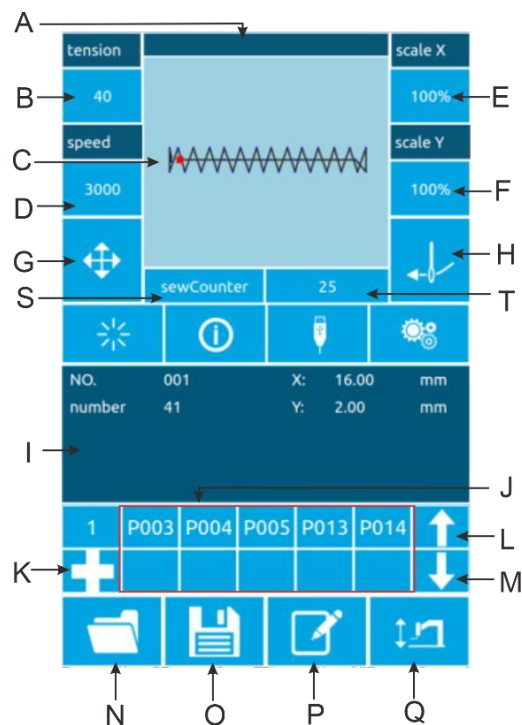 A
tension
scale X
B
40
100%
E
speed
scale Y
C
D
3000
100%
F
G
H
S
sewCounter
25
T
NO. 001 X: 16.00 mm
number 41 Y: 2.00 mm
I
J
1 P003 P004 P005 P013 P014
L
K
M
N
O
P
Q